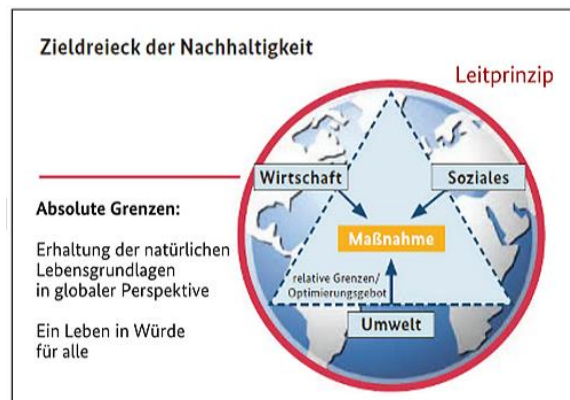 Zieldreieck der Nachhaltigkeit
Leitprinzip
Wirtschaft
Soziales
Absolute Grenzen:
Erhaltung der natürlichen
Lebensgrundlagen
in globaler Perspektive
Ein Leben in Würde
für alle
Maßnahme
relative Grenzen/
Optimierungsgebot
Umwelt